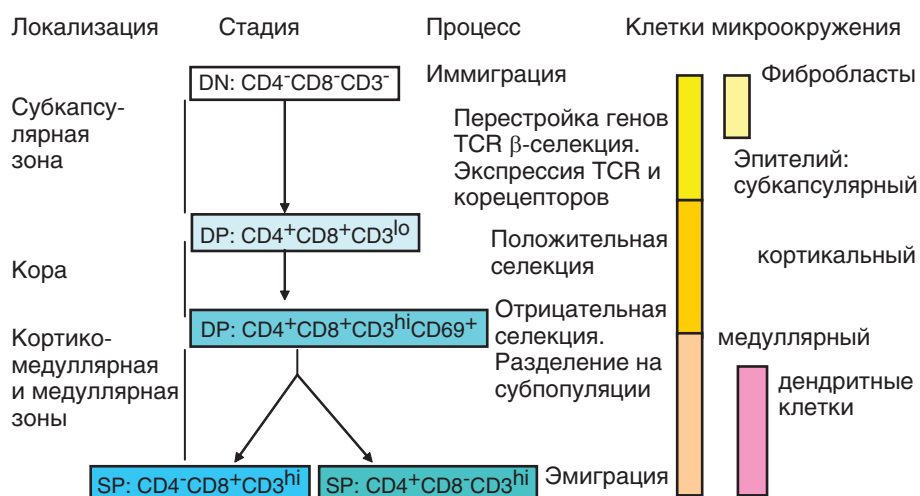 Локализация Стадия Процесс Клетки микроокружения
DN: CD4⁻CD8⁻CD3⁻ Иммиграция Фибробласты
Субкапсу-
лярная
зона
Перестройка генов
TCR β-селекция.
Экспрессия TCR и
корецепторов
Эпителий:
субкапсулярный
DP: CD4⁺CD8⁺CD3ˡᵒ
Кора
Положительная
селекция
кортикальный
DP: CD4⁺CD8⁺CD3ʰⁱCD69⁺
Кортико-
медуллярная
и медуллярная
зоны
Отрицательная
селекция.
Разделение на
субпопуляции
медуллярный
дендритные
клетки
SP: CD4⁻CD8⁺CD3ʰⁱ SP: CD4⁺CD8⁻CD3ʰⁱ Эмиграция